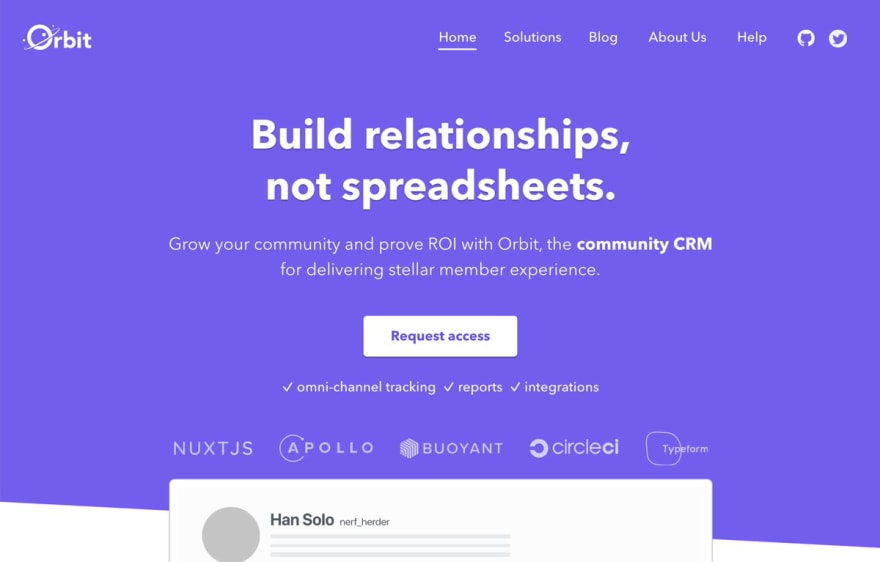 Orbit
Home Solutions Blog About Us Help
Build relationships,
not spreadsheets.
Grow your community and prove ROI with Orbit, the community CRM
for delivering stellar member experience.
Request access
✓ omni-channel tracking ✓ reports ✓ integrations
NUXTJS APOLLO BUOYANT circleci Typeform
Han Solo nerf_herder